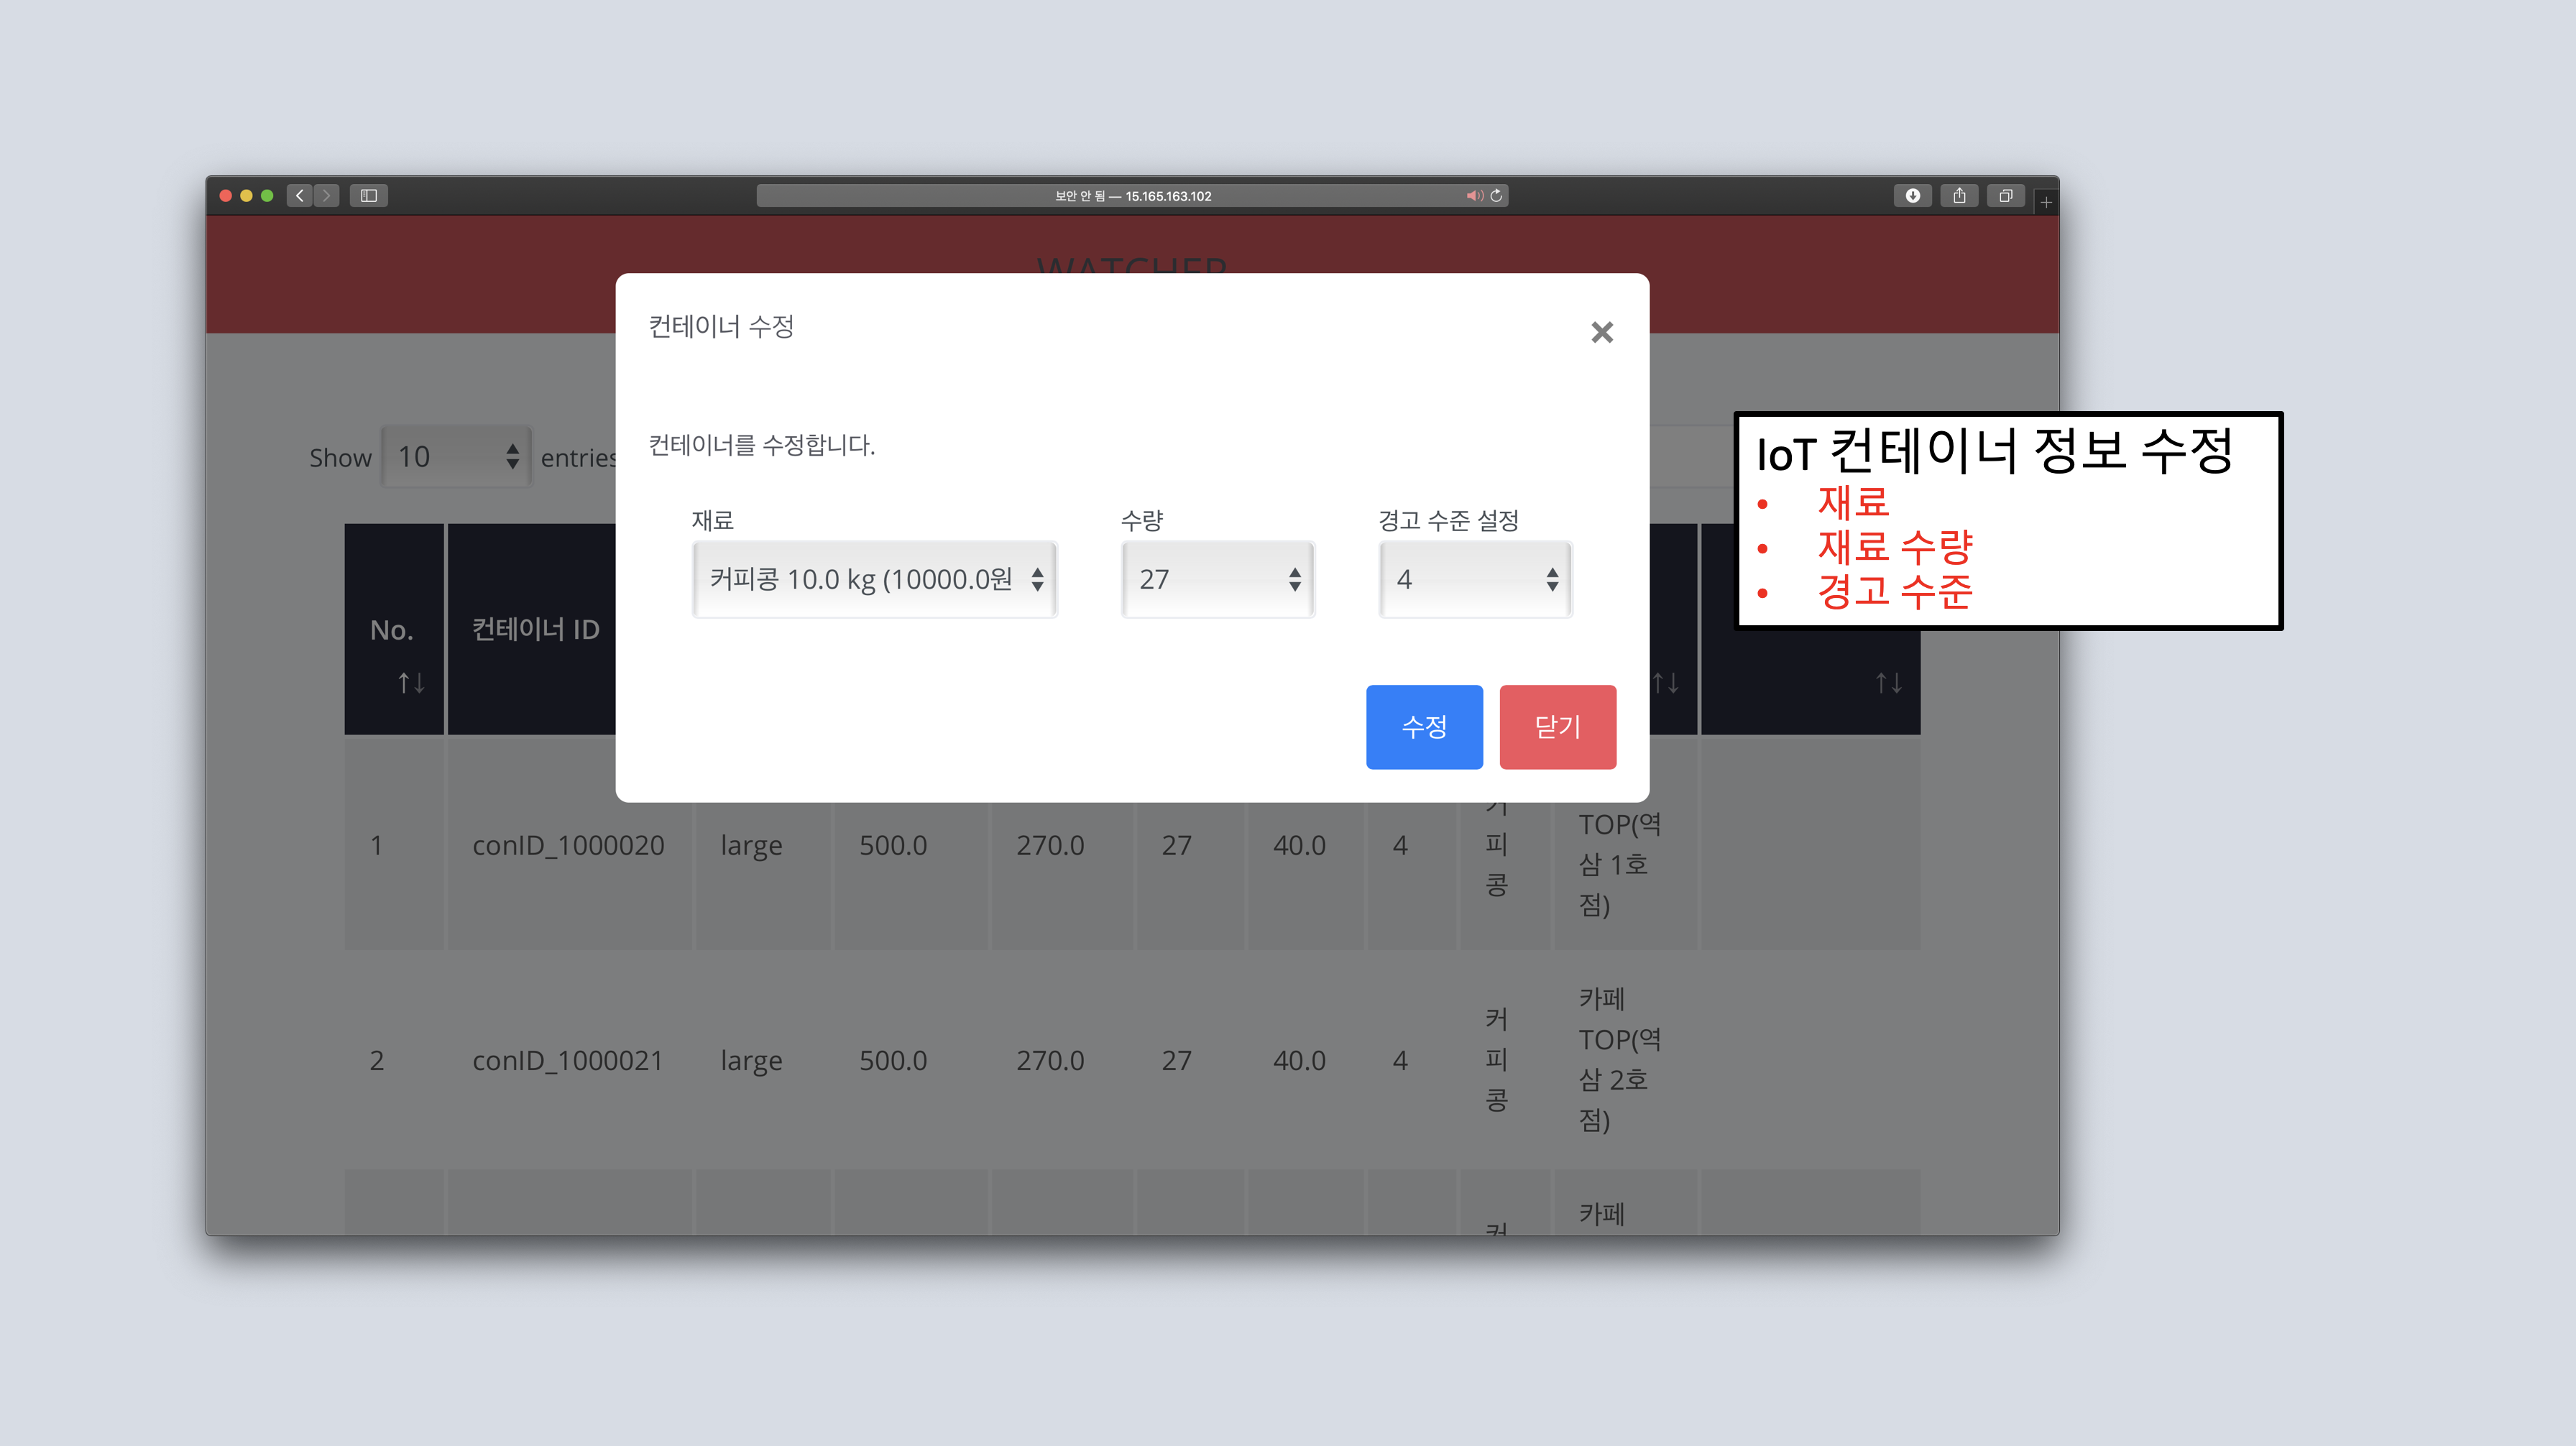 보안 안 됨 — 15.165.163.102
WATCHER
컨테이너 수정
×
컨테이너를 수정합니다.
재료 수량 경고 수준 설정
커피콩 10.0 kg (10000.0원 27 4
수정 닫기
IoT 컨테이너 정보 수정
• 재료
• 재료 수량
• 경고 수준
Show 10 entries
No. 컨테이너 ID
↑↓ ↑↓ ↑↓
1 conID_1000020 large 500.0 270.0 27 40.0 4 커피콩 TOP(역삼 1호점)
2 conID_1000021 large 500.0 270.0 27 40.0 4 커피콩 카페 TOP(역삼 2호점)
커 카페